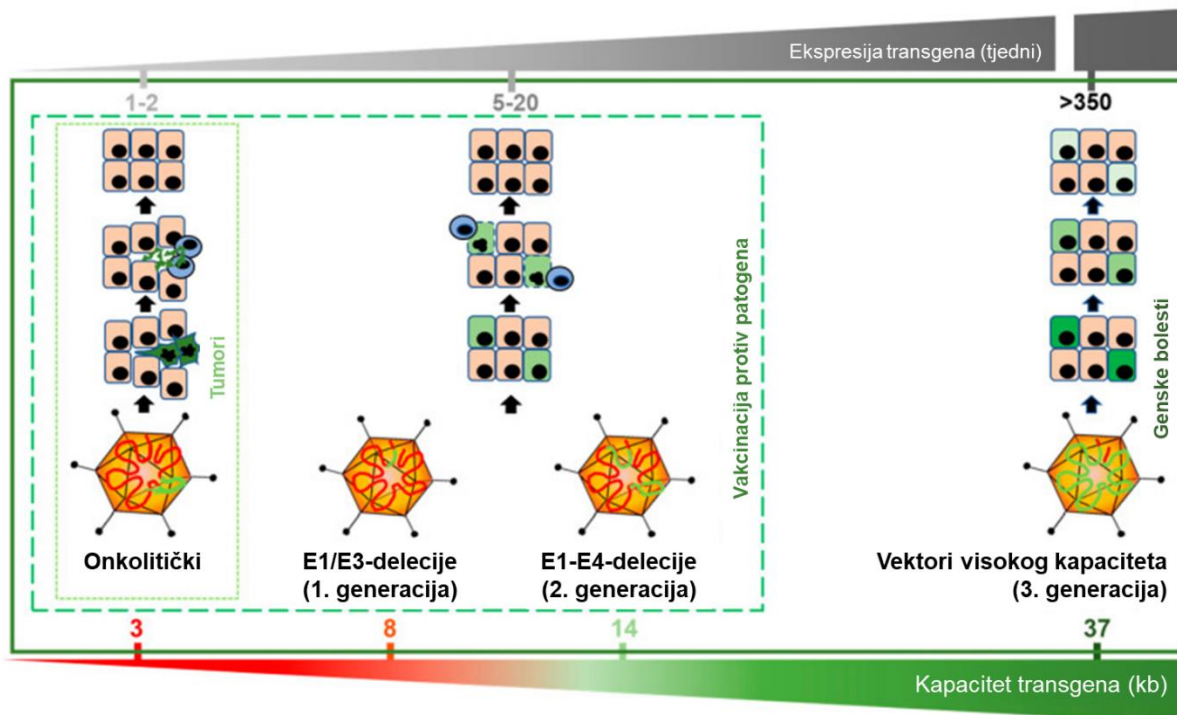 Ekspresija transgena (tjedni)
1-2
5-20
>350
Tumori
Vakcinacija protiv patogena
Genske bolesti
Onkolitički
E1/E3-delecije
(1. generacija)
E1-E4-delecije
(2. generacija)
Vektori visokog kapaciteta
(3. generacija)
3
8
14
37
Kapacitet transgena (kb)